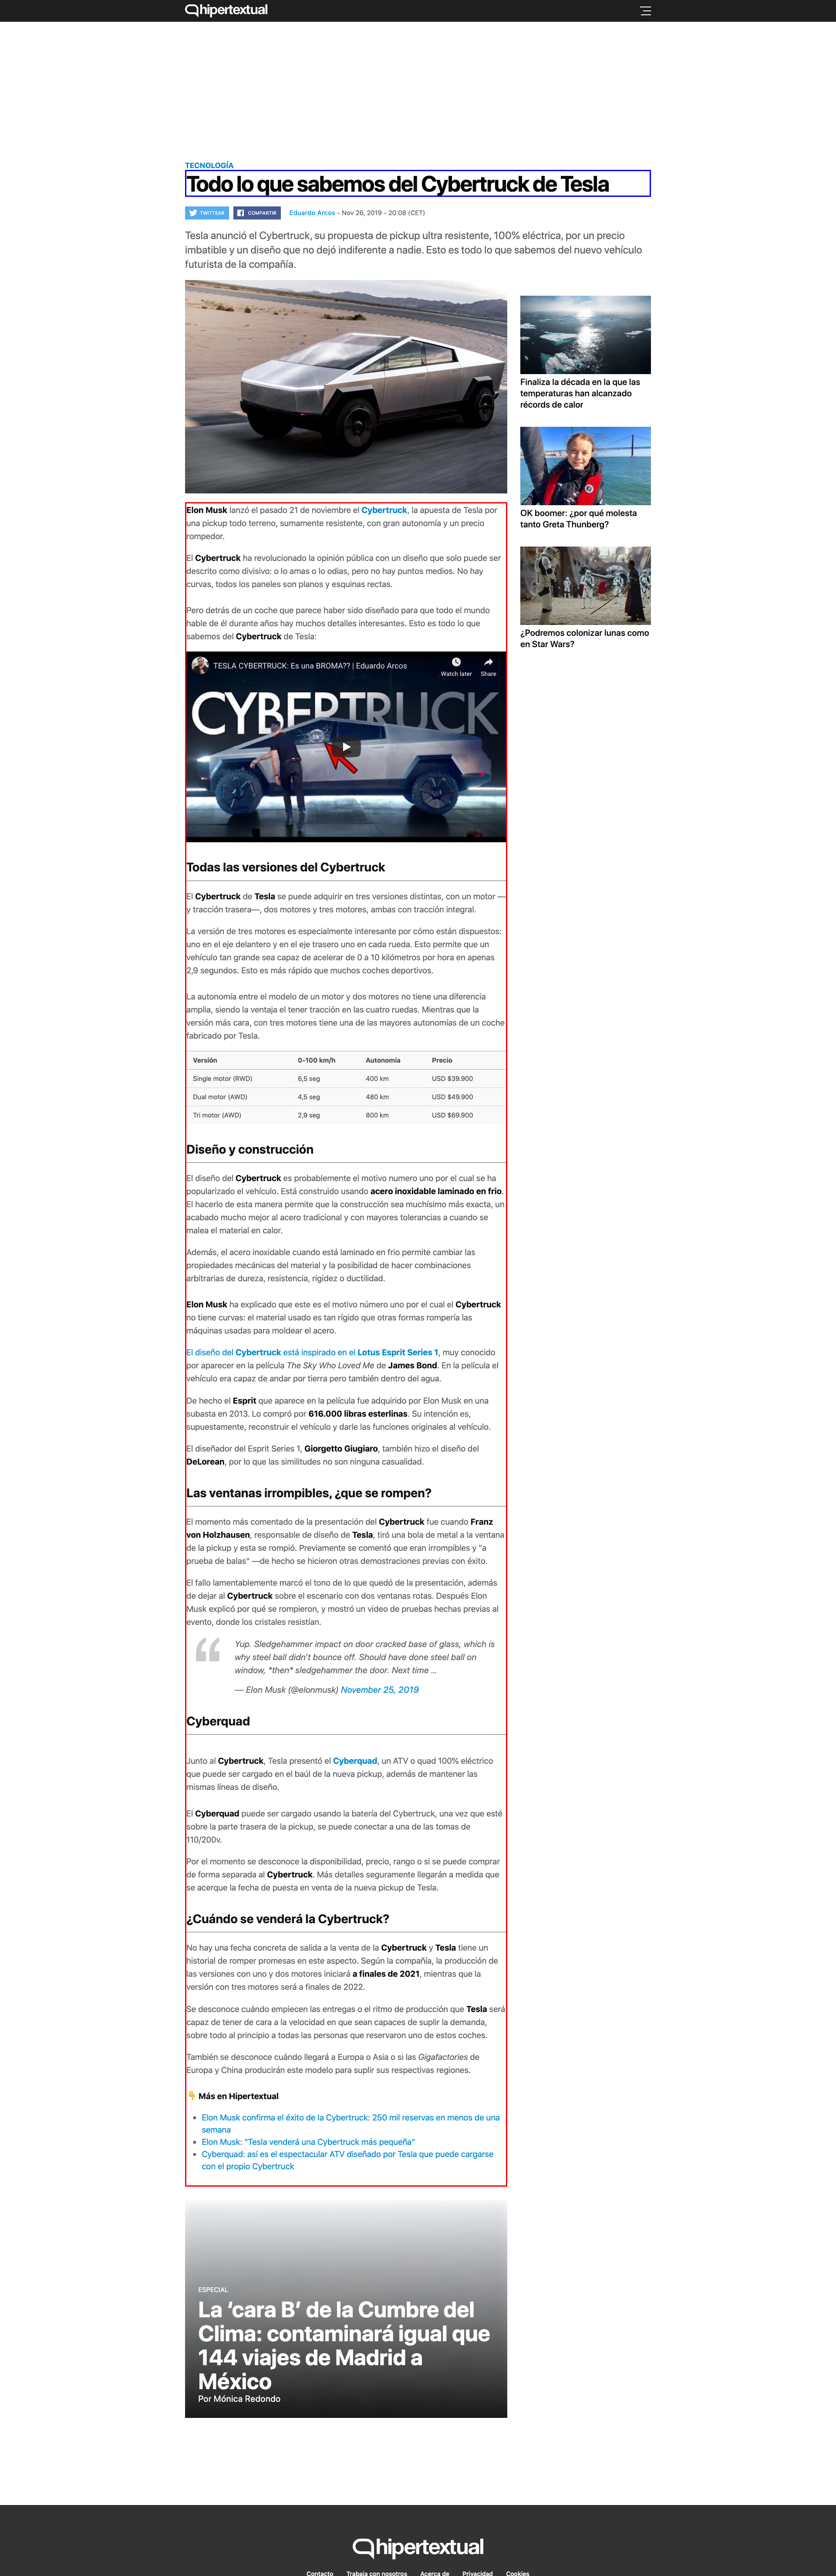 hipertextual
TECNOLOGÍA
Todo lo que sabemos del Cybertruck de Tesla
TWITTEAR COMPARTIR Eduardo Arcos - Nov 26, 2019 - 20:08 (CET)
Tesla anunció el Cybertruck, su propuesta de pickup ultra resistente, 100% eléctrica, por un precio
imbatible y un diseño que no dejó indiferente a nadie. Esto es todo lo que sabemos del nuevo vehículo
futurista de la compañía.
Finaliza la década en la que las
temperaturas han alcanzado
récords de calor
OK boomer: ¿por qué molesta
tanto Greta Thunberg?
¿Podremos colonizar lunas como
en Star Wars?
Elon Musk lanzó el pasado 21 de noviembre el Cybertruck, la apuesta de Tesla por
una pickup todo terreno, sumamente resistente, con gran autonomía y un precio
rompedor.
El Cybertruck ha revolucionado la opinión pública con un diseño que solo puede ser
descrito como divisivo: o lo amas o lo odias, pero no hay puntos medios. No hay
curvas, todos los paneles son planos y esquinas rectas.
Pero detrás de un coche que parece haber sido diseñado para que todo el mundo
hable de él durante años hay muchos detalles interesantes. Esto es todo lo que
sabemos del Cybertruck de Tesla:
TESLA CYBERTRUCK: Es una BROMA?? | Eduardo Arcos
Watch later Share
CYBERTRUCK
Todas las versiones del Cybertruck
El Cybertruck de Tesla se puede adquirir en tres versiones distintas, con un motor —
y tracción trasera—, dos motores y tres motores, ambas con tracción integral.
La versión de tres motores es especialmente interesante por cómo están dispuestos:
uno en el eje delantero y en el eje trasero uno en cada rueda. Esto permite que un
vehículo tan grande sea capaz de acelerar de 0 a 10 kilómetros por hora en apenas
2,9 segundos. Esto es más rápido que muchos coches deportivos.
La autonomía entre el modelo de un motor y dos motores no tiene una diferencia
amplia, siendo la ventaja el tener tracción en las cuatro ruedas. Mientras que la
versión más cara, con tres motores tiene una de las mayores autonomías de un coche
fabricado por Tesla.
Versión 0-100 km/h Autonomía Precio
Single motor (RWD) 6,5 seg 400 km USD $39.900
Dual motor (AWD) 4,5 seg 480 km USD $49.900
Tri motor (AWD) 2,9 seg 800 km USD $69.900
Diseño y construcción
El diseño del Cybertruck es probablemente el motivo numero uno por el cual se ha
popularizado el vehículo. Está construido usando acero inoxidable laminado en frio.
El hacerlo de esta manera permite que la construcción sea muchísimo más exacta, un
acabado mucho mejor al acero tradicional y con mayores tolerancias a cuando se
malea el material en calor.
Además, el acero inoxidable cuando está laminado en frio permite cambiar las
propiedades mecánicas del material y la posibilidad de hacer combinaciones
arbitrarias de dureza, resistencia, rigidez o ductilidad.
Elon Musk ha explicado que este es el motivo número uno por el cual el Cybertruck
no tiene curvas: el material usado es tan rígido que otras formas rompería las
máquinas usadas para moldear el acero.
El diseño del Cybertruck está inspirado en el Lotus Esprit Series 1, muy conocido
por aparecer en la película The Sky Who Loved Me de James Bond. En la película el
vehículo era capaz de andar por tierra pero también dentro del agua.
De hecho el Esprit que aparece en la película fue adquirido por Elon Musk en una
subasta en 2013. Lo compró por 616.000 libras esterlinas. Su intención es,
supuestamente, reconstruir el vehículo y darle las funciones originales al vehículo.
El diseñador del Esprit Series 1, Giorgetto Giugiaro, también hizo el diseño del
DeLorean, por lo que las similitudes no son ninguna casualidad.
Las ventanas irrompibles, ¿que se rompen?
El momento más comentado de la presentación del Cybertruck fue cuando Franz
von Holzhausen, responsable de diseño de Tesla, tiró una bola de metal a la ventana
de la pickup y esta se rompió. Previamente se comentó que eran irrompibles y "a
prueba de balas" —de hecho se hicieron otras demostraciones previas con éxito.
El fallo lamentablemente marcó el tono de lo que quedó de la presentación, además
de dejar al Cybertruck sobre el escenario con dos ventanas rotas. Después Elon
Musk explicó por qué se rompieron, y mostró un video de pruebas hechas previas al
evento, donde los cristales resistían.
Yup. Sledgehammer impact on door cracked base of glass, which is
why steel ball didn’t bounce off. Should have done steel ball on
window, *then* sledgehammer the door. Next time …
— Elon Musk (@elonmusk) November 25, 2019
Cyberquad
Junto al Cybertruck, Tesla presentó el Cyberquad, un ATV o quad 100% eléctrico
que puede ser cargado en el baúl de la nueva pickup, además de mantener las
mismas líneas de diseño.
El Cyberquad puede ser cargado usando la batería del Cybertruck, una vez que esté
sobre la parte trasera de la pickup, se puede conectar a una de las tomas de
110/200v.
Por el momento se desconoce la disponibilidad, precio, rango o si se puede comprar
de forma separada al Cybertruck. Más detalles seguramente llegarán a medida que
se acerque la fecha de puesta en venta de la nueva pickup de Tesla.
¿Cuándo se venderá la Cybertruck?
No hay una fecha concreta de salida a la venta de la Cybertruck y Tesla tiene un
historial de romper promesas en este aspecto. Según la compañía, la producción de
las versiones con uno y dos motores iniciará a finales de 2021, mientras que la
versión con tres motores será a finales de 2022.
Se desconoce cuándo empiecen las entregas o el ritmo de producción que Tesla será
capaz de tener de cara a la velocidad en que sean capaces de suplir la demanda,
sobre todo al principio a todas las personas que reservaron uno de estos coches.
También se desconoce cuándo llegará a Europa o Asia o si las Gigafactories de
Europa y China producirán este modelo para suplir sus respectivas regiones.
👇 Más en Hipertextual
Elon Musk confirma el éxito de la Cybertruck: 250 mil reservas en menos de una
semana
Elon Musk: "Tesla venderá una Cybertruck más pequeña"
Cyberquad: así es el espectacular ATV diseñado por Tesla que puede cargarse
con el propio Cybertruck
ESPECIAL
La ‘cara B’ de la Cumbre del
Clima: contaminará igual que
144 viajes de Madrid a
México
Por Mónica Redondo
hipertextual
Contacto Trabaja con nosotros Acerca de Privacidad Cookies